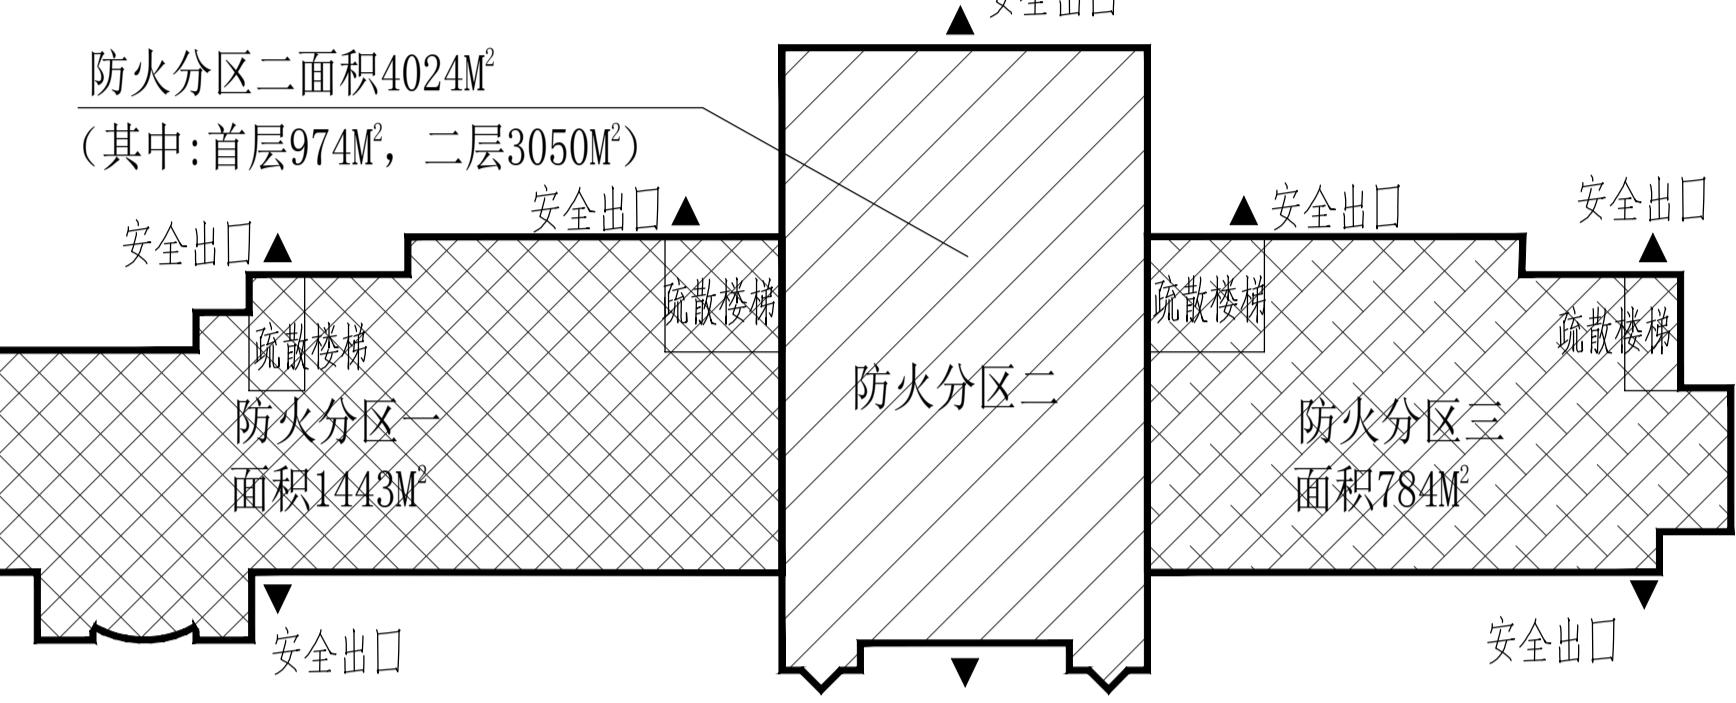 安全出口
防火分区二面积4024M²
（其中:首层974M²，二层3050M²）
安全出口
安全出口
安全出口
安全出口
疏散楼梯
疏散楼梯
疏散楼梯
疏散楼梯
防火分区一
面积1443M²
防火分区二
防火分区三
面积784M²
安全出口
安全出口